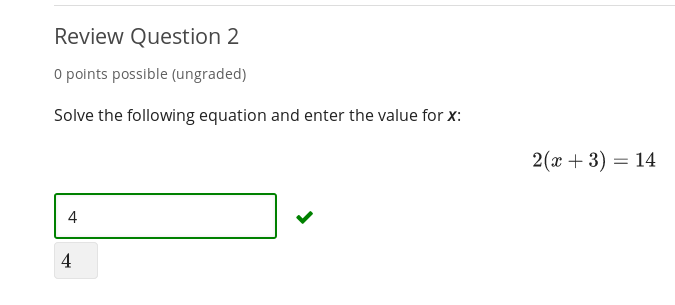 Review Question 2
0 points possible (ungraded)
Solve the following equation and enter the value for x:
2(x + 3) = 14
4
4